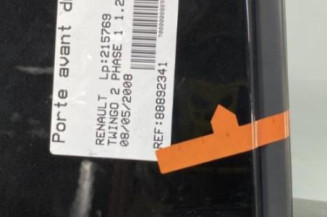 Porte avant d
RENAULT Lp:215769
TWINGO 2 PHASE 1 1.2
08/05/2008
REF:88892341